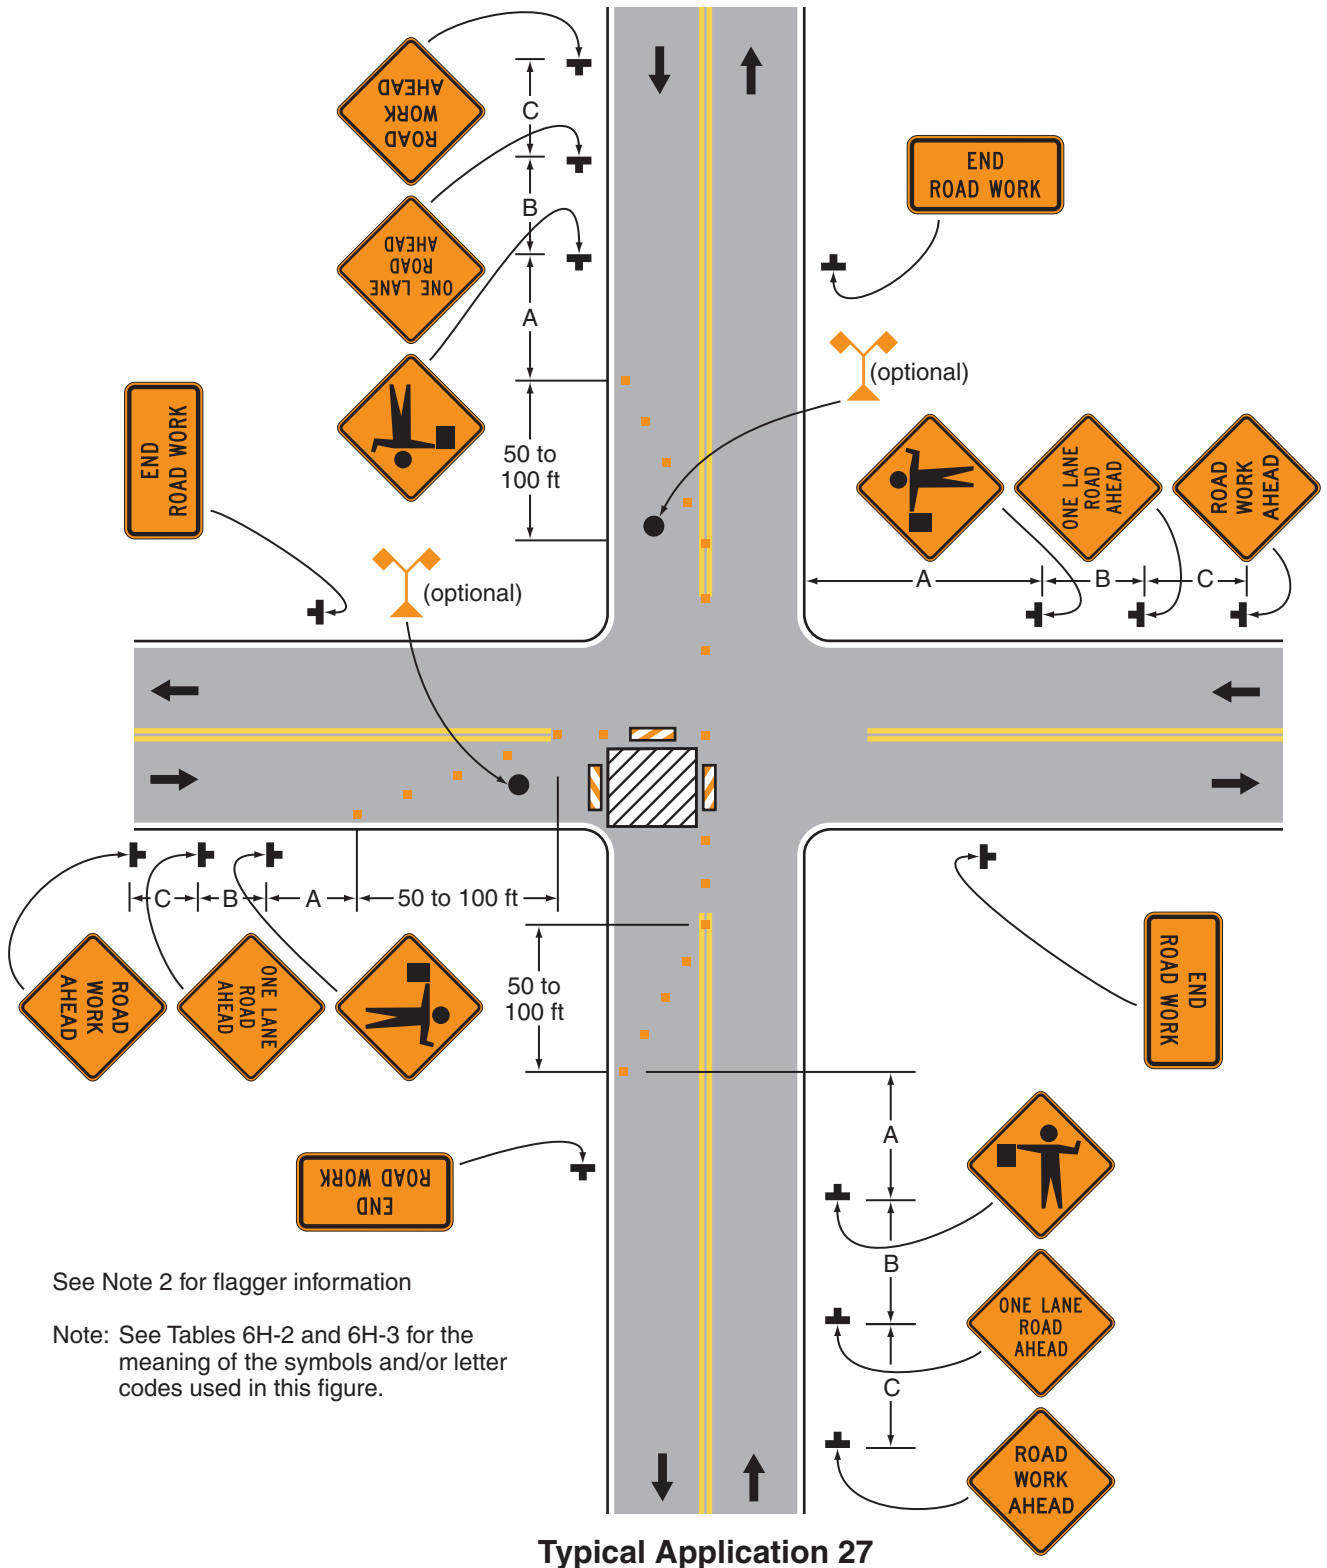 ROAD
WORK
AHEAD
C
END
ROAD WORK
B
ONE LANE
ROAD
AHEAD
A
(optional)
50 to
100 ft
END
ROAD WORK
ONE LANE
ROAD
AHEAD
ROAD
WORK
AHEAD
A
B
C
(optional)
C
B
A
50 to 100 ft
ROAD
WORK
AHEAD
ONE LANE
ROAD
AHEAD
50 to
100 ft
END
ROAD WORK
A
END
ROAD WORK
B
ONE LANE
ROAD
AHEAD
C
ROAD
WORK
AHEAD
See Note 2 for flagger information
Note: See Tables 6H-2 and 6H-3 for the
meaning of the symbols and/or letter
codes used in this figure.
Typical Application 27